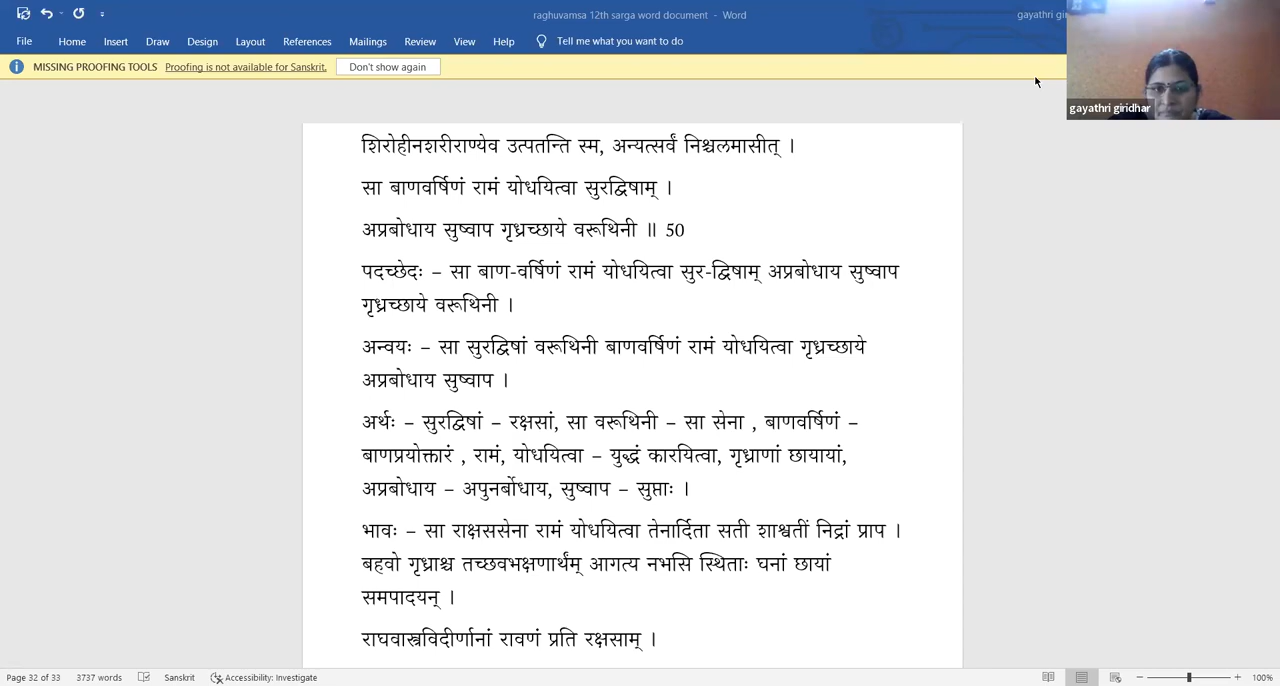 raghuvamsa 12th sarga word document - Word
gayathri gir
File Home Insert Draw Design Layout References Mailings Review View Help Tell me what you want to do
MISSING PROOFING TOOLS Proofing is not available for Sanskrit. Don't show again
gayathri giridhar
शिरोहीनशरीराण्येव उत्पतन्ति स्म, अन्यत्सर्वं निश्चलमासीत् ।
सा बाणवर्षिणं रामं योधयित्वा सुरद्विषाम् ।
अप्रबोधाय सुष्वाप गृध्रच्छाये वरूथिनी ॥ 50
पदच्छेदः – सा बाण-वर्षिणं रामं योधयित्वा सुर-द्विषाम् अप्रबोधाय सुष्वाप
गृध्रच्छाये वरूथिनी ।
अन्वयः – सा सुरद्विषां वरूथिनी बाणवर्षिणं रामं योधयित्वा गृध्रच्छाये
अप्रबोधाय सुष्वाप ।
अर्थः – सुरद्विषां – रक्षसां, सा वरूथिनी – सा सेना , बाणवर्षिणं –
बाणप्रयोक्तारं , रामं, योधयित्वा – युद्धं कारयित्वा, गृध्राणां छायायां,
अप्रबोधाय – अपुनर्बोधाय, सुष्वाप – सुप्ताः ।
भावः – सा राक्षससेना रामं योधयित्वा तेनार्दिता सती शाश्वतीं निद्रां प्राप ।
बहवो गृध्राश्च तच्छवभक्षणार्थम् आगत्य नभसि स्थिताः घनां छायां
समपादयन् ।
राघवास्त्रविदीर्णानां रावणं प्रति रक्षसाम् ।
Page 32 of 33 3737 words Sanskrit Accessibility: Investigate 100%